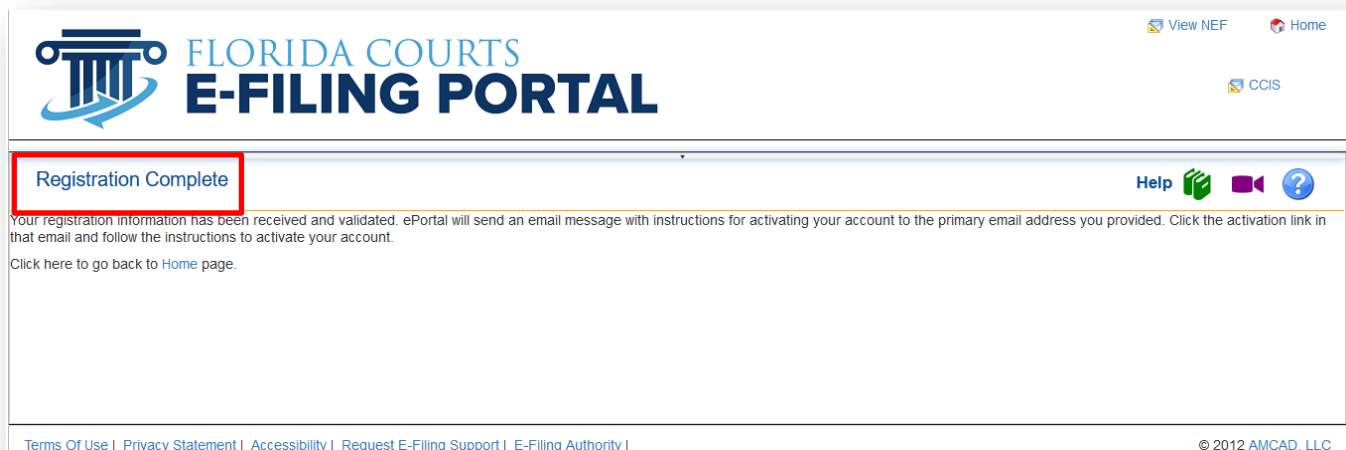 View NEF Home
FLORIDA COURTS
E-FILING PORTAL
CCIS
Registration Complete
Help
Your registration information has been received and validated. ePortal will send an email message with instructions for activating your account to the primary email address you provided. Click the activation link in
that email and follow the instructions to activate your account.
Click here to go back to Home page.
Terms Of Use | Privacy Statement | Accessibility | Request E-Filing Support | E-Filing Authority |
© 2012 AMCAD, LLC